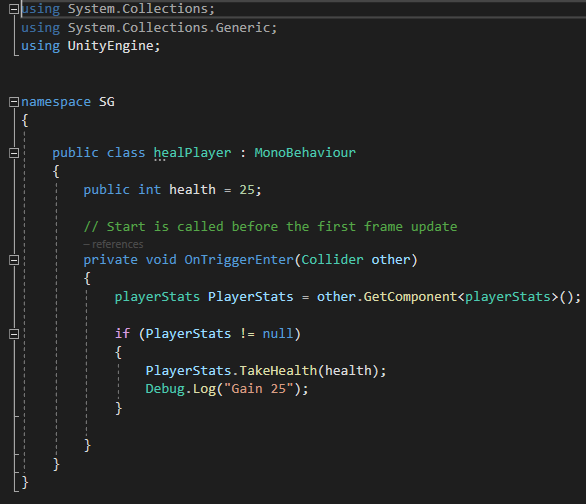 using System.Collections;
using System.Collections.Generic;
using UnityEngine;
namespace SG
{
public class healPlayer : MonoBehaviour
{
public int health = 25;
// Start is called before the first frame update
– references
private void OnTriggerEnter(Collider other)
{
playerStats PlayerStats = other.GetComponent<playerStats>();
if (PlayerStats != null)
{
PlayerStats.TakeHealth(health);
Debug.Log("Gain 25");
}
}
}
}